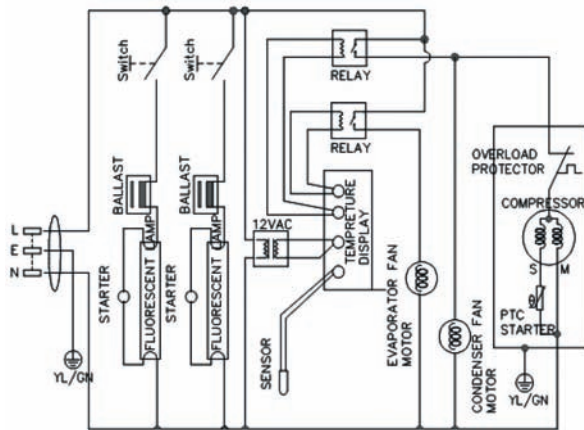 Switch
Switch
RELAY
RELAY
BALLAST
BALLAST
L
E
N
STARTER
FLUORESCENT LAMP
STARTER
FLUORESCENT LAMP
12VAC
TEMPRETURE
DISPLAY
SENSOR
EVAPORATOR FAN
MOTOR
CONDENSER FAN
MOTOR
OVERLOAD
PROTECTOR
COMPRESSOR
S
M
θ
PTC
STARTER
YL/GN
YL/GN